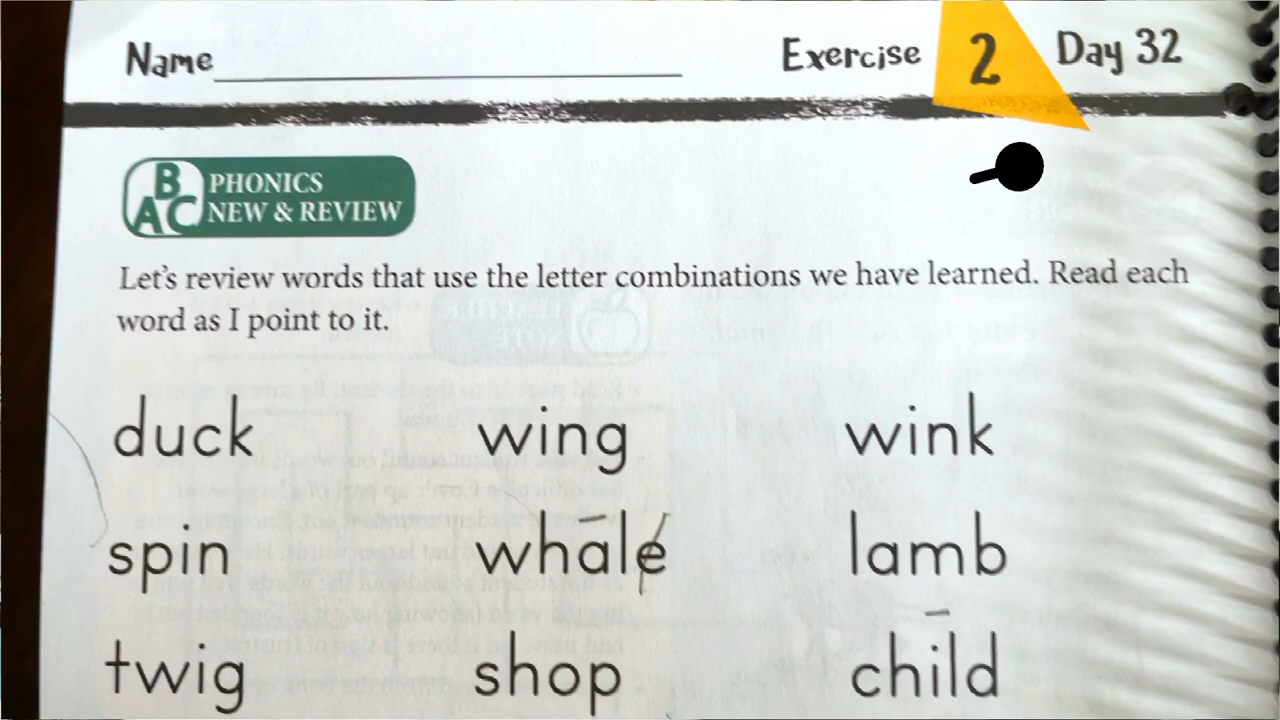 Name Exercise 2 Day 32
BAC PHONICS
NEW & REVIEW
Let's review words that use the letter combinations we have learned. Read each
word as I point to it.
duck wing wink
spin whale lamb
twig shop child